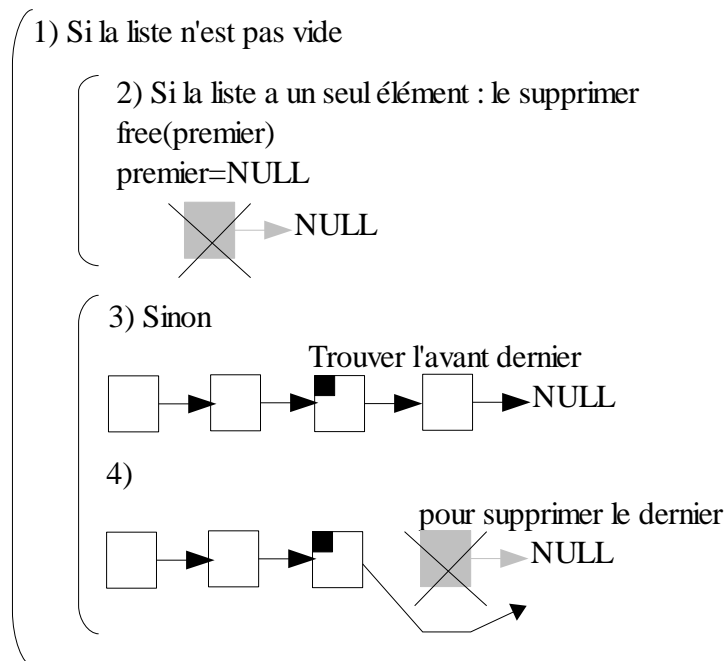 1) Si la liste n'est pas vide
2) Si la liste a un seul élément : le supprimer
free(premier)
premier=NULL
NULL
3) Sinon
Trouver l'avant dernier
NULL
4)
pour supprimer le dernier
NULL